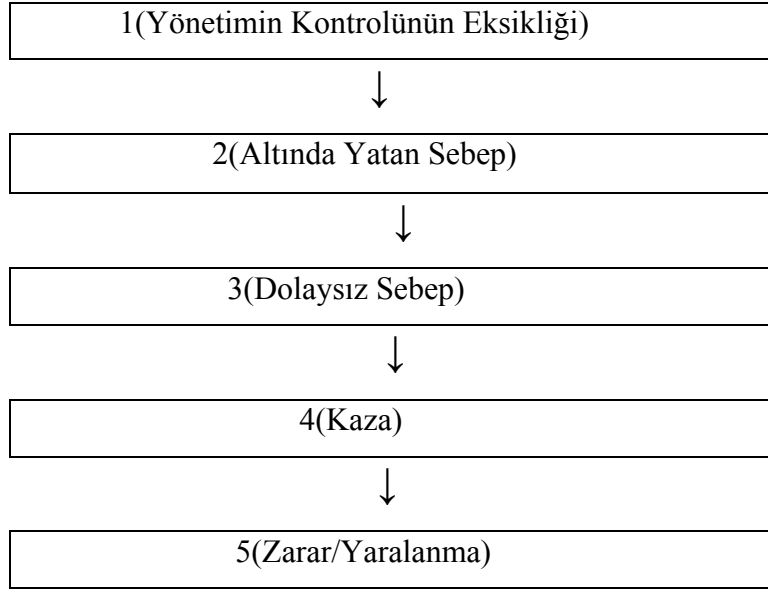 1(Yönetimin Kontrolünün Eksikliği)
↓
2(Altında Yatan Sebep)
↓
3(Dolaysız Sebep)
↓
4(Kaza)
↓
5(Zarar/Yaralanma)